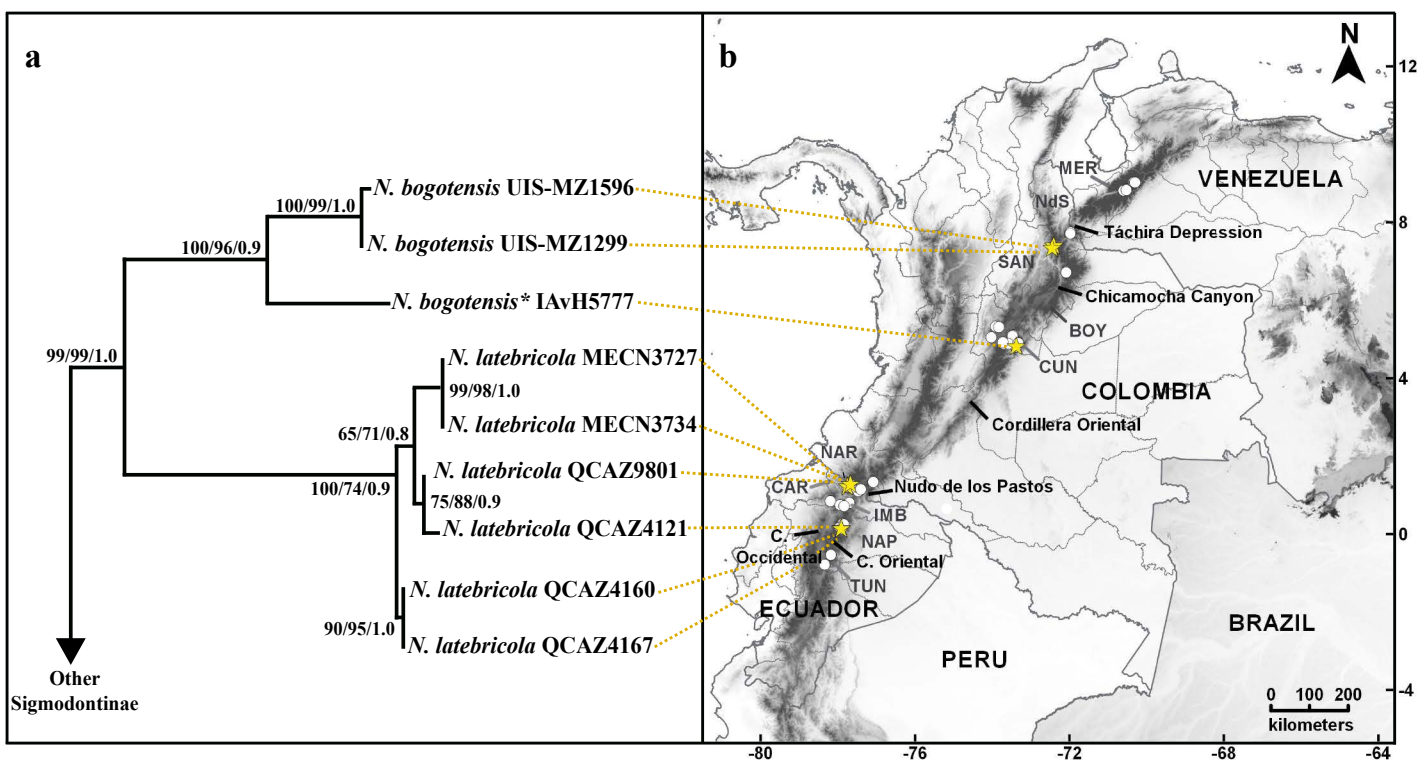 a
N. bogotensis UIS-MZ1596
100/99/1.0
N. bogotensis UIS-MZ1299
100/96/0.9
N. bogotensis* IAvH5777
99/99/1.0
N. latebricola MECN3727
99/98/1.0
N. latebricola MECN3734
65/71/0.8
N. latebricola QCAZ9801
100/74/0.9
75/88/0.9
N. latebricola QCAZ4121
N. latebricola QCAZ4160
90/95/1.0
N. latebricola QCAZ4167
Other
Sigmodontinae
b
N
12
MER
VENEZUELA
NdS
8
Táchira Depression
SAN
Chicamocha Canyon
BOY
CUN
4
COLOMBIA
Cordillera Oriental
NAR
CAR
Nudo de los Pastos
IMB
0
C.
Occidental
NAP
C. Oriental
TUN
ECUADOR
BRAZIL
PERU
0 100 200
kilometers
-4
-80 -76 -72 -68 -64